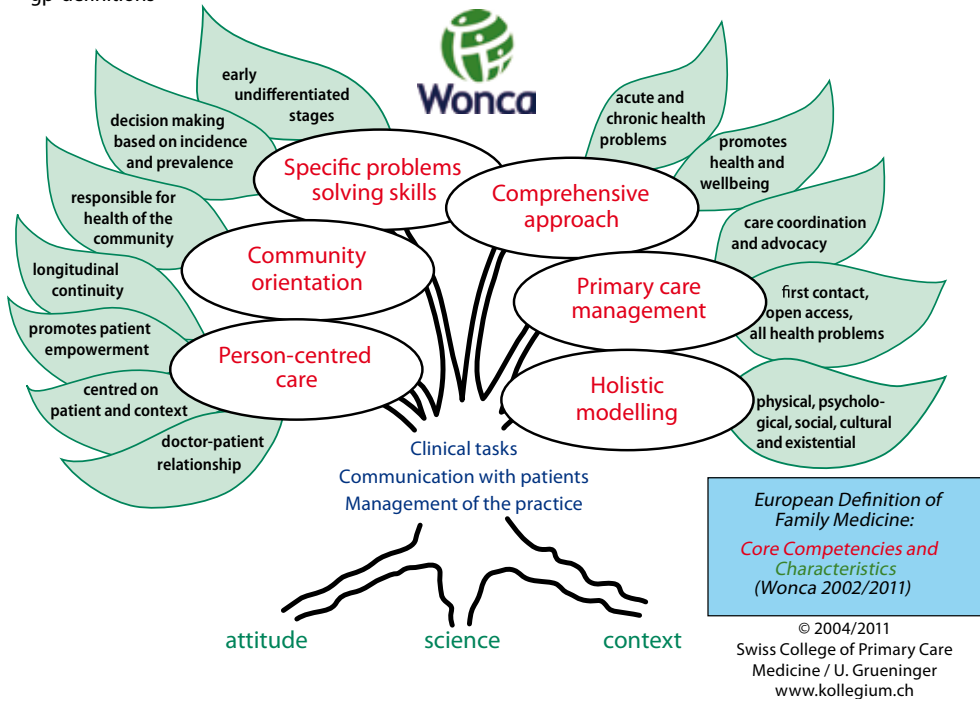 gp-definitions
Wonca
early
undifferentiated
stages
decision making
based on incidence
and prevalence
responsible for
health of the
community
longitudinal
continuity
promotes patient
empowerment
centred on
patient and context
doctor-patient
relationship
Specific problems
solving skills
Community
orientation
Person-centred
care
Comprehensive
approach
Primary care
management
Holistic
modelling
acute and
chronic health
problems
promotes
health and
wellbeing
care coordination
and advocacy
first contact,
open access,
all health problems
physical, psycholo-
gical, social, cultural
and existential
Clinical tasks
Communication with patients
Management of the practice
attitude
science
context
European Definition of
Family Medicine:
Core Competencies and
Characteristics
(Wonca 2002/2011)
© 2004/2011
Swiss College of Primary Care
Medicine / U. Grueninger
www.kollegium.ch